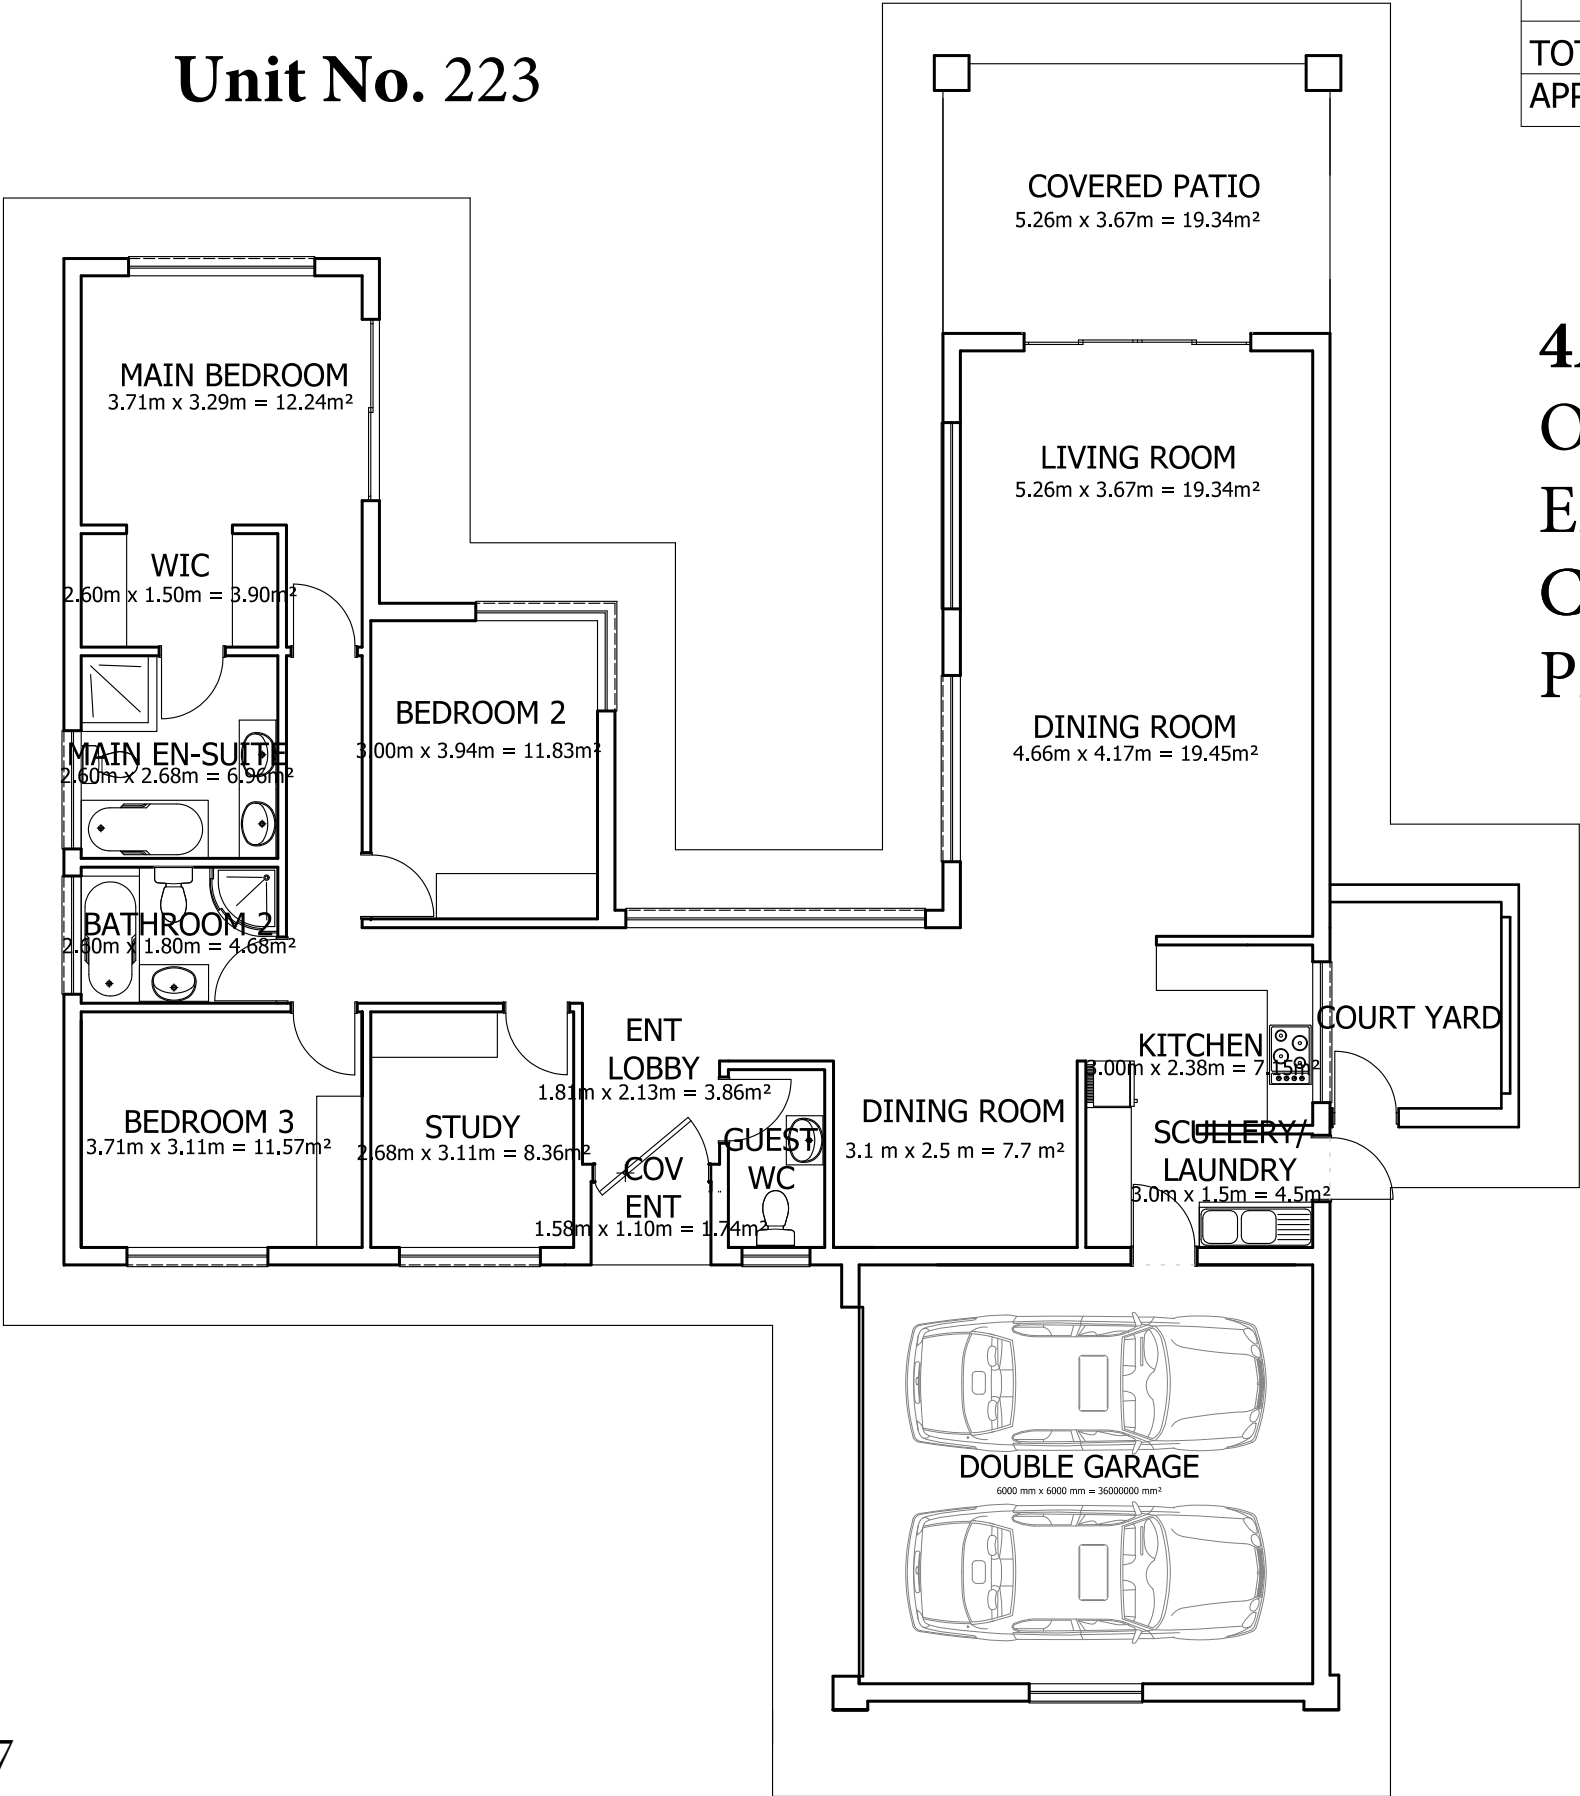 Unit No. 223
TOT
APP
COVERED PATIO
5.26m x 3.67m = 19.34m²
MAIN BEDROOM
3.71m x 3.29m = 12.24m²
LIVING ROOM
5.26m x 3.67m = 19.34m²
WIC
2.60m x 1.50m = 3.90m²
BEDROOM 2
3.00m x 3.94m = 11.83m²
DINING ROOM
4.66m x 4.17m = 19.45m²
MAIN EN-SUITE
2.60m x 2.68m = 6.96m²
BATHROOM 2
2.60m x 1.80m = 4.68m²
COURT YARD
ENT
LOBBY
1.81m x 2.13m = 3.86m²
KITCHEN
3.00m x 2.38m = 7.15m²
BEDROOM 3
3.71m x 3.11m = 11.57m²
STUDY
2.68m x 3.11m = 8.36m²
GUEST
WC
DINING ROOM
3.1 m x 2.5 m = 7.7 m²
SCULLERY/
LAUNDRY
3.0m x 1.5m = 4.5m²
COV
ENT
1.58m x 1.10m = 1.74m²
DOUBLE GARAGE
6000 mm x 6000 mm = 36000000 mm²
4
O
E
C
P
7